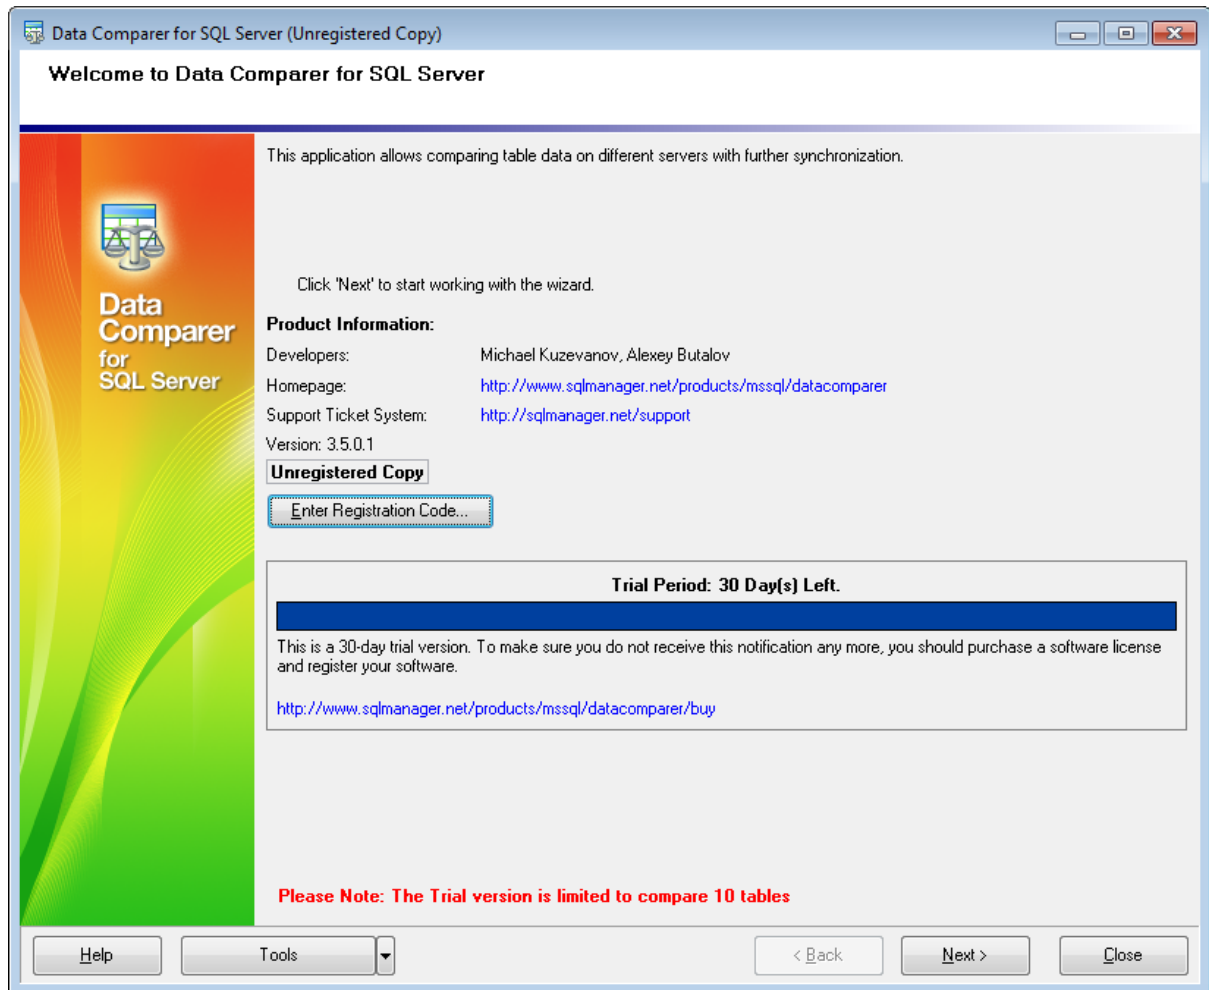 Data Comparer for SQL Server (Unregistered Copy)
Welcome to Data Comparer for SQL Server
This application allows comparing table data on different servers with further synchronization.
Click 'Next' to start working with the wizard.
Data
Comparer
for
SQL Server
Product Information:
Developers: Michael Kuzevanov, Alexey Butalov
Homepage: http://www.sqlmanager.net/products/mssql/datacomparer
Support Ticket System: http://sqlmanager.net/support
Version: 3.5.0.1
Unregistered Copy
Enter Registration Code...
Trial Period: 30 Day(s) Left.
This is a 30-day trial version. To make sure you do not receive this notification any more, you should purchase a software license
and register your software.
http://www.sqlmanager.net/products/mssql/datacomparer/buy
Please Note: The Trial version is limited to compare 10 tables
Help Tools < Back Next > Close